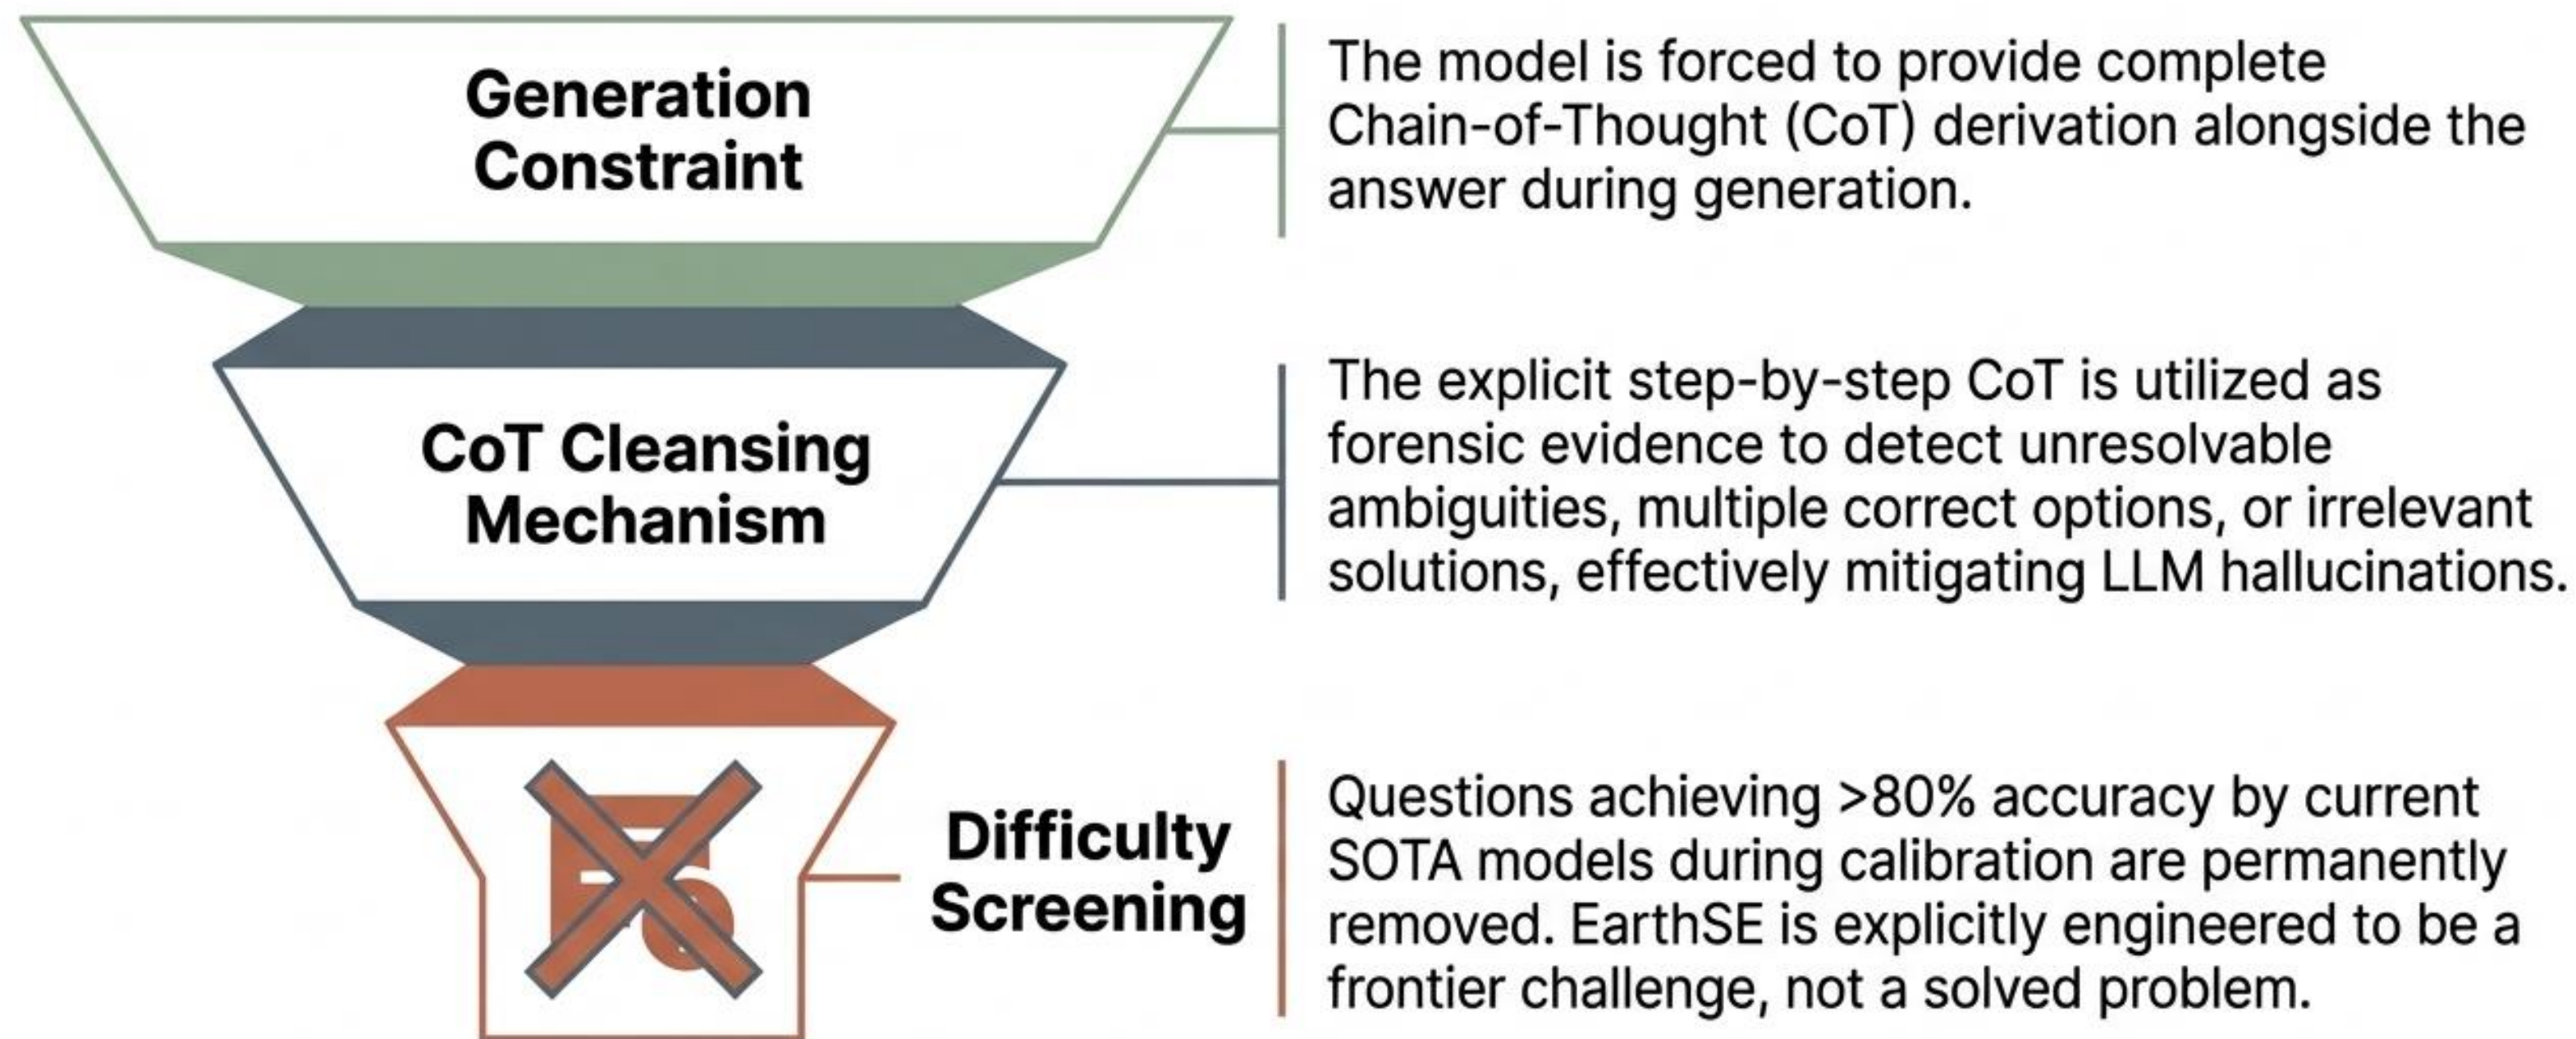 Generation
Constraint
The model is forced to provide complete
Chain-of-Thought (CoT) derivation alongside the
answer during generation.
CoT Cleansing
Mechanism
The explicit step-by-step CoT is utilized as
forensic evidence to detect unresolvable
ambiguities, multiple correct options, or irrelevant
solutions, effectively mitigating LLM hallucinations.
Difficulty
Screening
Questions achieving >80% accuracy by current
SOTA models during calibration are permanently
removed. EarthSE is explicitly engineered to be a
frontier challenge, not a solved problem.